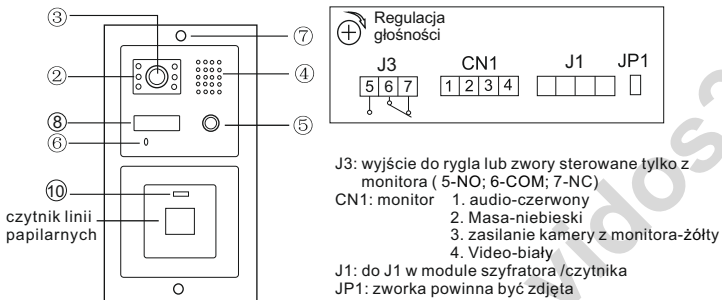 ③
⑦
②
④
⑧
⑤
⑥
⑩
czytnik linii
papilarnych
Regulacja
głośności
J3 CN1 J1 JP1
5 6 7 1 2 3 4
J3: wyjście do rygla lub zwory sterowane tylko z
monitora ( 5-NO; 6-COM; 7-NC)
CN1: monitor 1. audio-czerwony
2. Masa-niebieski
3. zasilanie kamery z monitora-żółty
4. Video-biały
J1: do J1 w module szyfratora /czytnika
JP1: zworka powinna być zdjęta
vidos